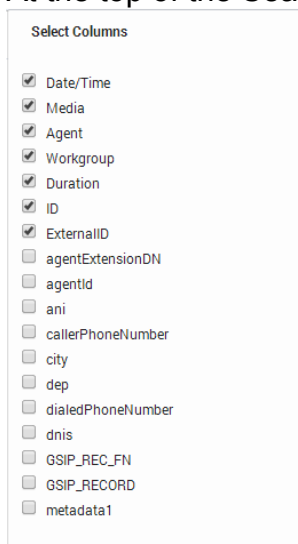 Select Columns
Date/Time
Media
Agent
Workgroup
Duration
ID
ExternalID
agentExtensionDN
agentId
ani
callerPhoneNumber
city
dep
dialedPhoneNumber
dnis
GSIP_REC_FN
GSIP_RECORD
metadata1